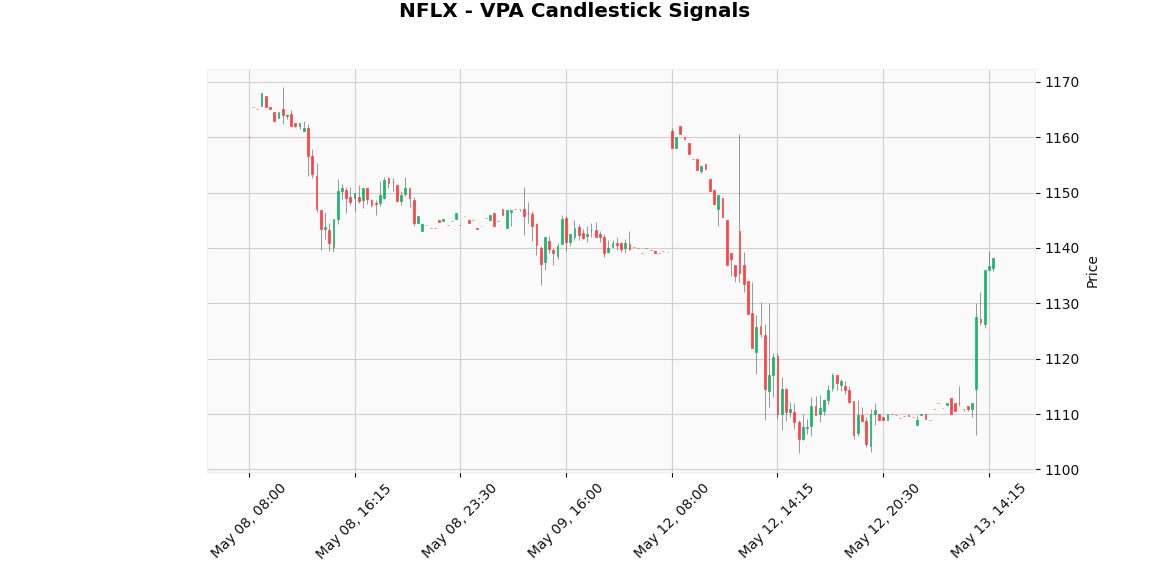 NFLX - VPA Candlestick Signals
1170
1160
1150
1140
1130
1120
1110
1100
Price
May 08, 08:00
May 08, 16:15
May 08, 23:30
May 09, 16:00
May 12, 08:00
May 12, 14:15
May 12, 20:30
May 13, 14:15